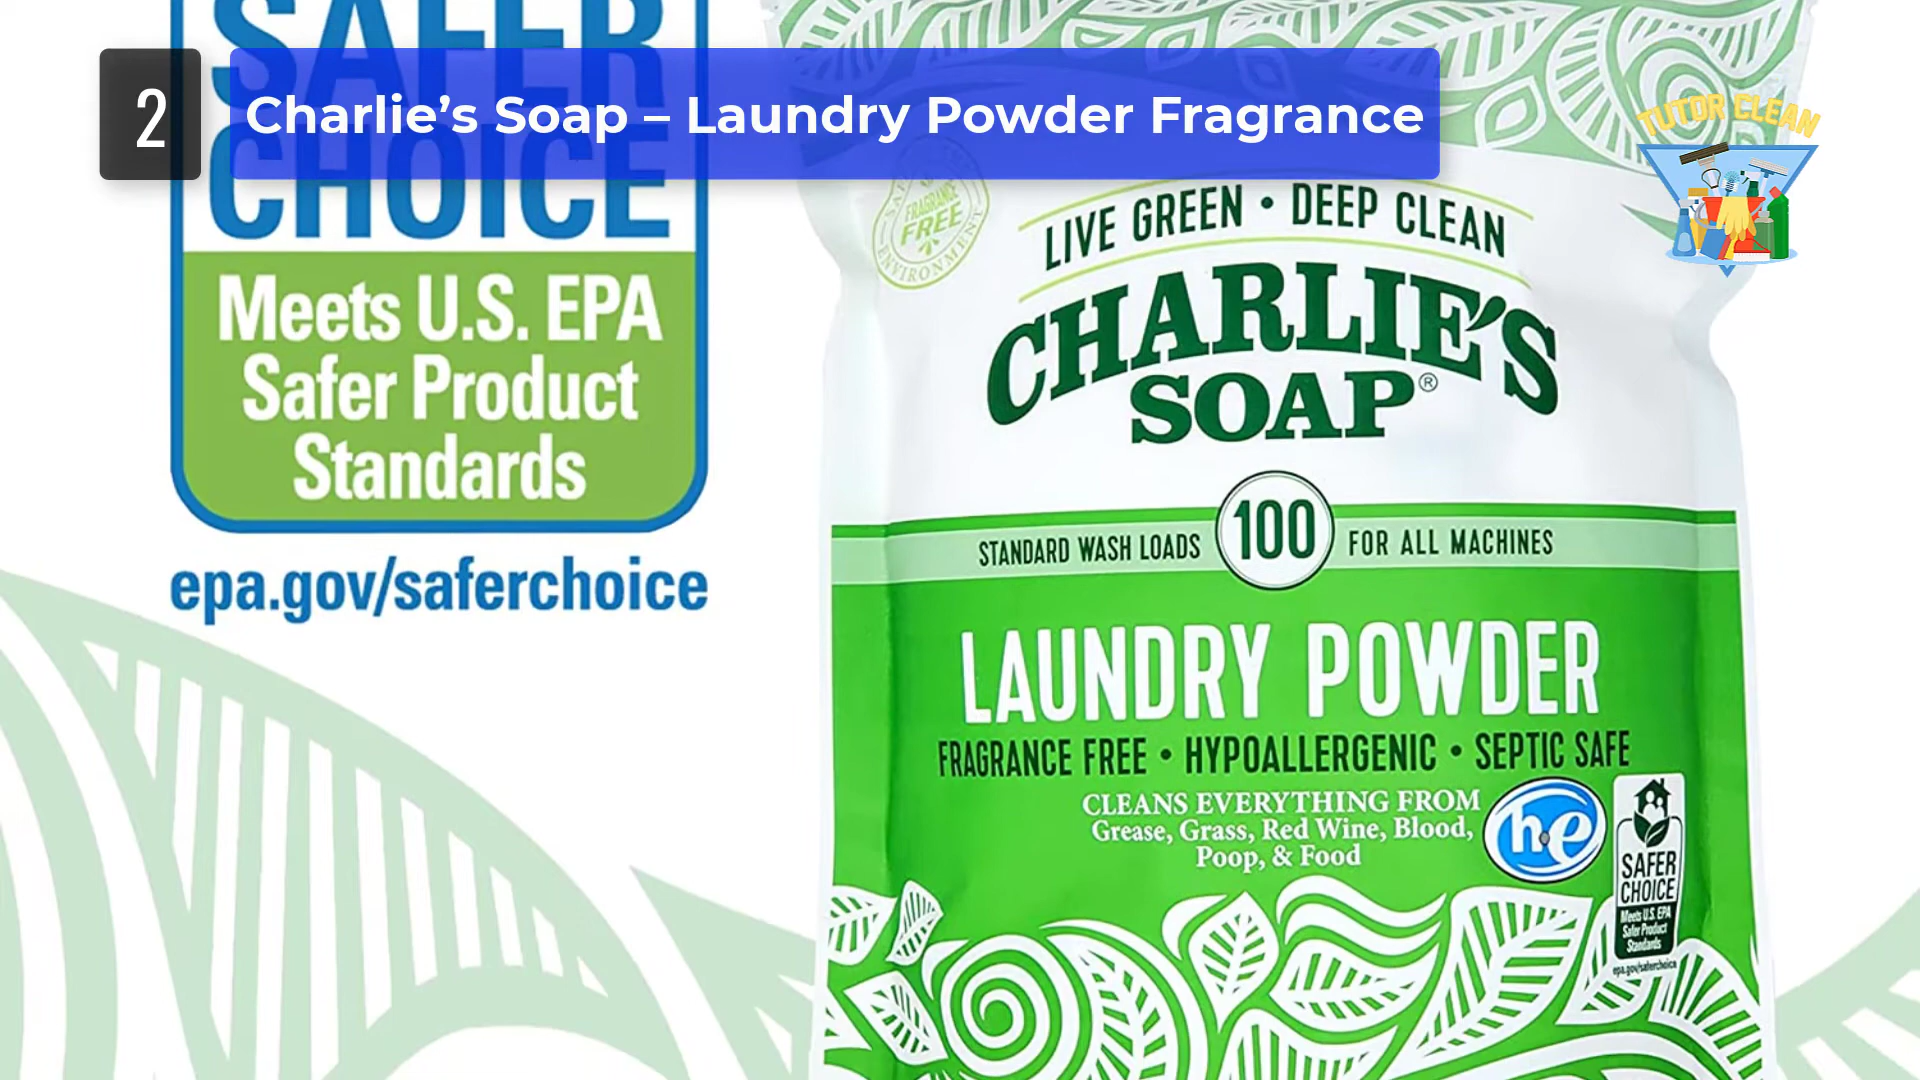 SAFER
CHOICE
Meets U.S. EPA
Safer Product
Standards
epa.gov/saferchoice
2
Charlie’s Soap – Laundry Powder Fragrance
TUTOR CLEAN
FRAGRANCE
FREE
ENVIRONMENT
LIVE GREEN • DEEP CLEAN
CHARLIE'S
SOAP®
STANDARD WASH LOADS 100 FOR ALL MACHINES
LAUNDRY POWDER
FRAGRANCE FREE • HYPOALLERGENIC • SEPTIC SAFE
CLEANS EVERYTHING FROM
Grease, Grass, Red Wine, Blood,
Poop, & Food
he
SAFER
CHOICE
Meets U.S. EPA
Safer Product
Standards
epa.gov/saferchoice